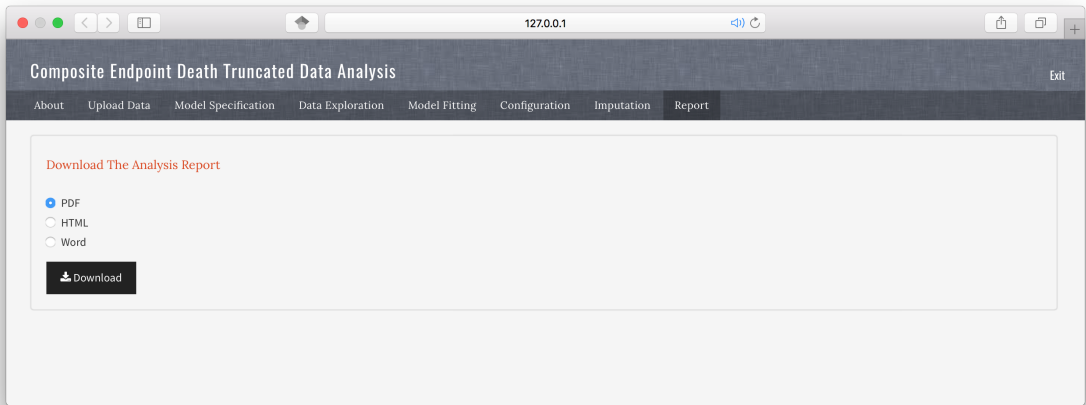 127.0.0.1
Composite Endpoint Death Truncated Data Analysis
Exit
About Upload Data Model Specification Data Exploration Model Fitting Configuration Imputation Report
Download The Analysis Report
PDF
HTML
Word
Download